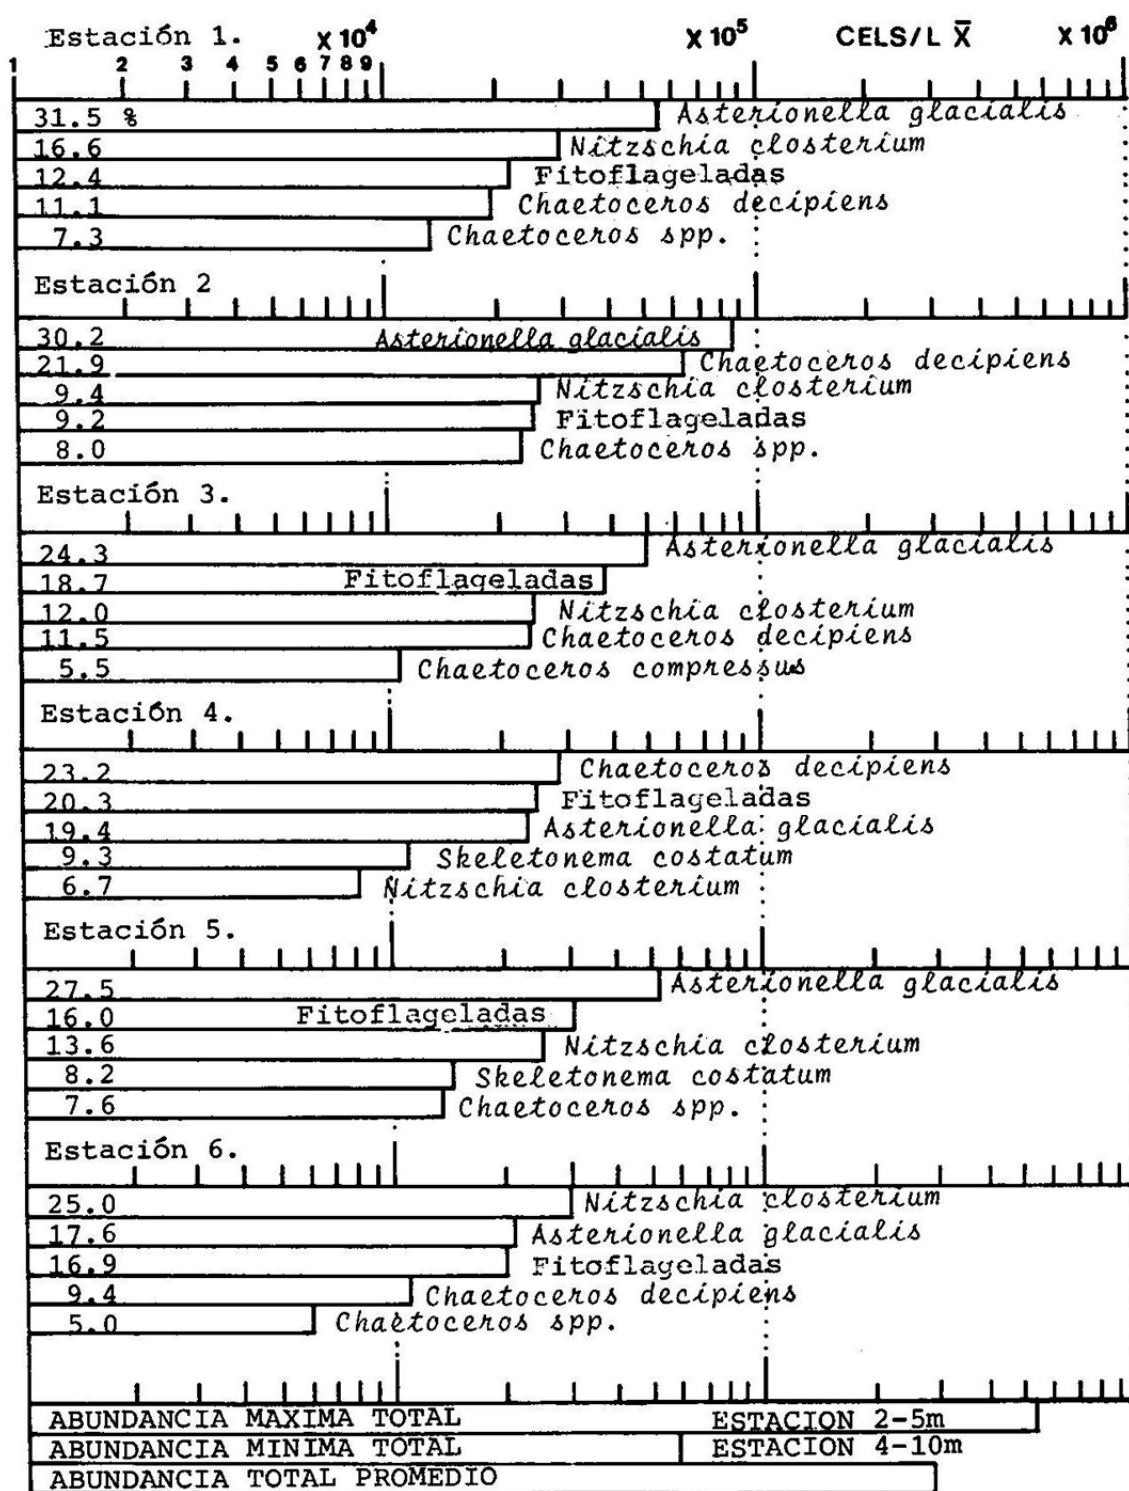 Estación 1. X 10⁴ X 10⁵ CELS/L X̄ X 10⁶
1 2 3 4 5 6 7 8 9
31.5 % Asterionella glacialis
16.6 Nitzschia closterium
12.4 Fitoflageladas
11.1 Chaetoceros decipiens
7.3 Chaetoceros spp.
Estación 2
30.2 Asterionella glacialis
21.9 Chaetoceros decipiens
9.4 Nitzschia closterium
9.2 Fitoflageladas
8.0 Chaetoceros spp.
Estación 3.
24.3 Asterionella glacialis
18.7 Fitoflageladas
12.0 Nitzschia closterium
11.5 Chaetoceros decipiens
5.5 Chaetoceros compressus
Estación 4.
23.2 Chaetoceros decipiens
20.3 Fitoflageladas
19.4 Asterionella glacialis
9.3 Skeletonema costatum
6.7 Nitzschia closterium
Estación 5.
27.5 Asterionella glacialis
16.0 Fitoflageladas
13.6 Nitzschia closterium
8.2 Skeletonema costatum
7.6 Chaetoceros spp.
Estación 6.
25.0 Nitzschia closterium
17.6 Asterionella glacialis
16.9 Fitoflageladas
9.4 Chaetoceros decipiens
5.0 Chaetoceros spp.
ABUNDANCIA MAXIMA TOTAL ESTACION 2-5m
ABUNDANCIA MINIMA TOTAL ESTACION 4-10m
ABUNDANCIA TOTAL PROMEDIO